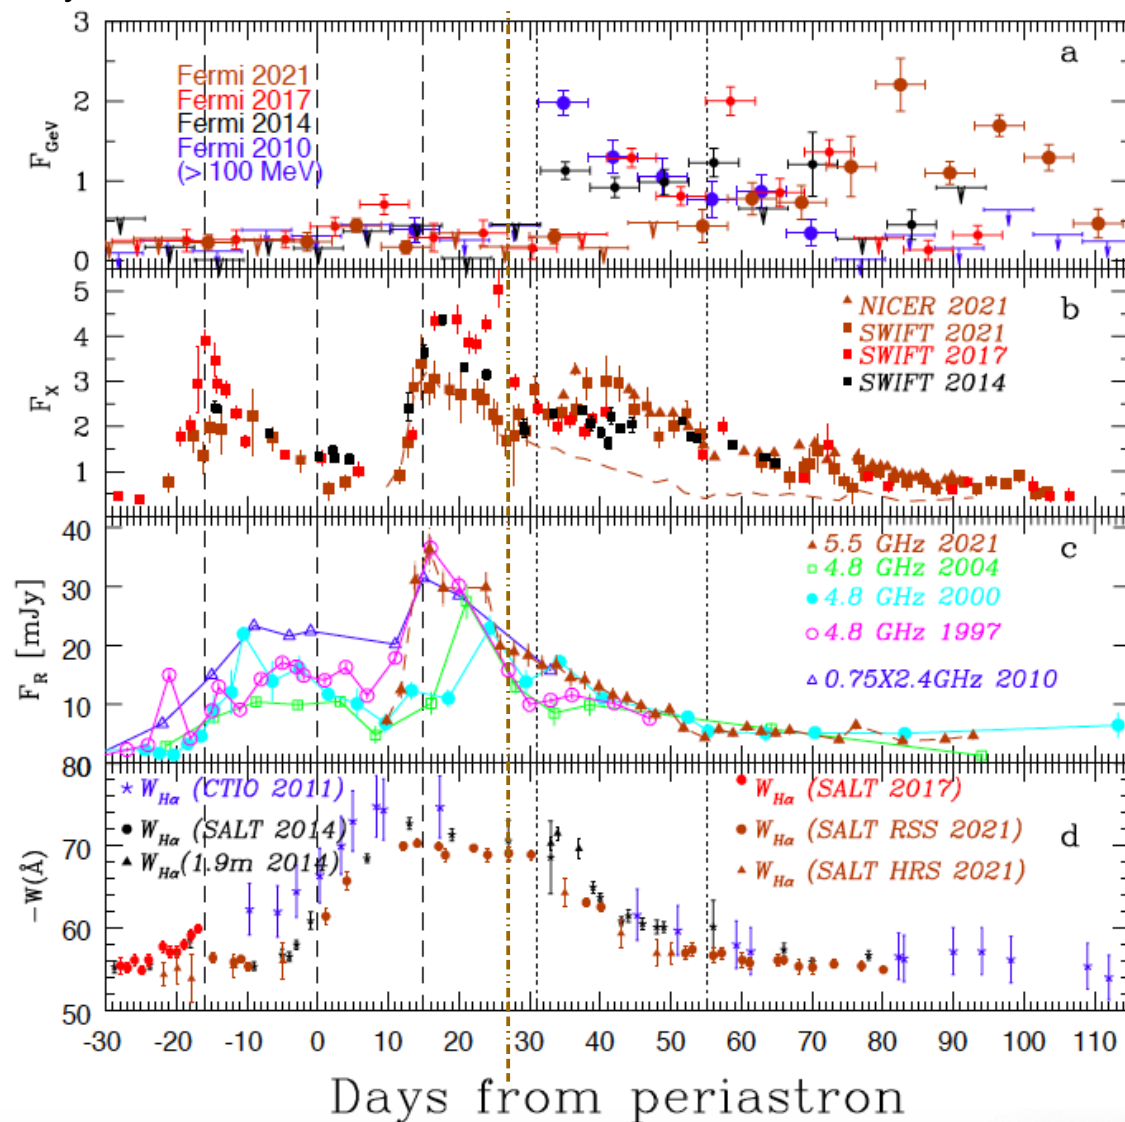 3
a
Fermi 2021
Fermi 2017
Fermi 2014
Fermi 2010
(> 100 MeV)
2
1
0
F_GeV
5
b
NICER 2021
SWIFT 2021
SWIFT 2017
SWIFT 2014
4
3
2
1
F_X
40
c
5.5 GHz 2021
4.8 GHz 2004
4.8 GHz 2000
4.8 GHz 1997
0.75X2.4GHz 2010
30
20
10
F_R [mJy]
80
d
W_Hα (CTIO 2011)
W_Hα (SALT 2014)
W_Hα(1.9m 2014)
W_Hα (SALT 2017)
W_Hα (SALT RSS 2021)
W_Hα (SALT HRS 2021)
70
60
50
-W(Å)
-30 -20 -10 0 10 20 30 40 50 60 70 80 90 100 110
Days from periastron